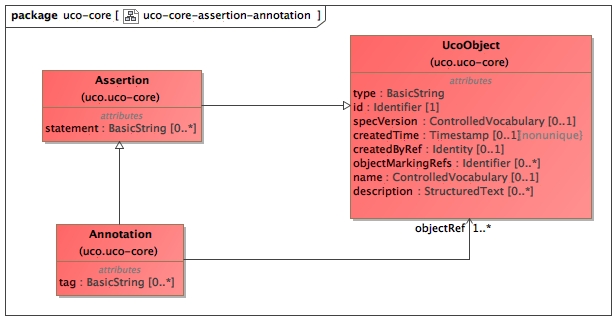 package uco-core [ uco-core-assertion-annotation ]
Assertion
(uco.uco-core)
attributes
statement : BasicString [0..*]
UcoObject
(uco.uco-core)
attributes
type : BasicString
id : Identifier [1]
specVersion : ControlledVocabulary [0..1]
createdTime : Timestamp [0..1]{nonunique}
createdByRef : Identity [0..1]
objectMarkingRefs : Identifier [0..*]
name : ControlledVocabulary [0..1]
description : StructuredText [0..*]
objectRef 1..*
Annotation
(uco.uco-core)
attributes
tag : BasicString [0..*]